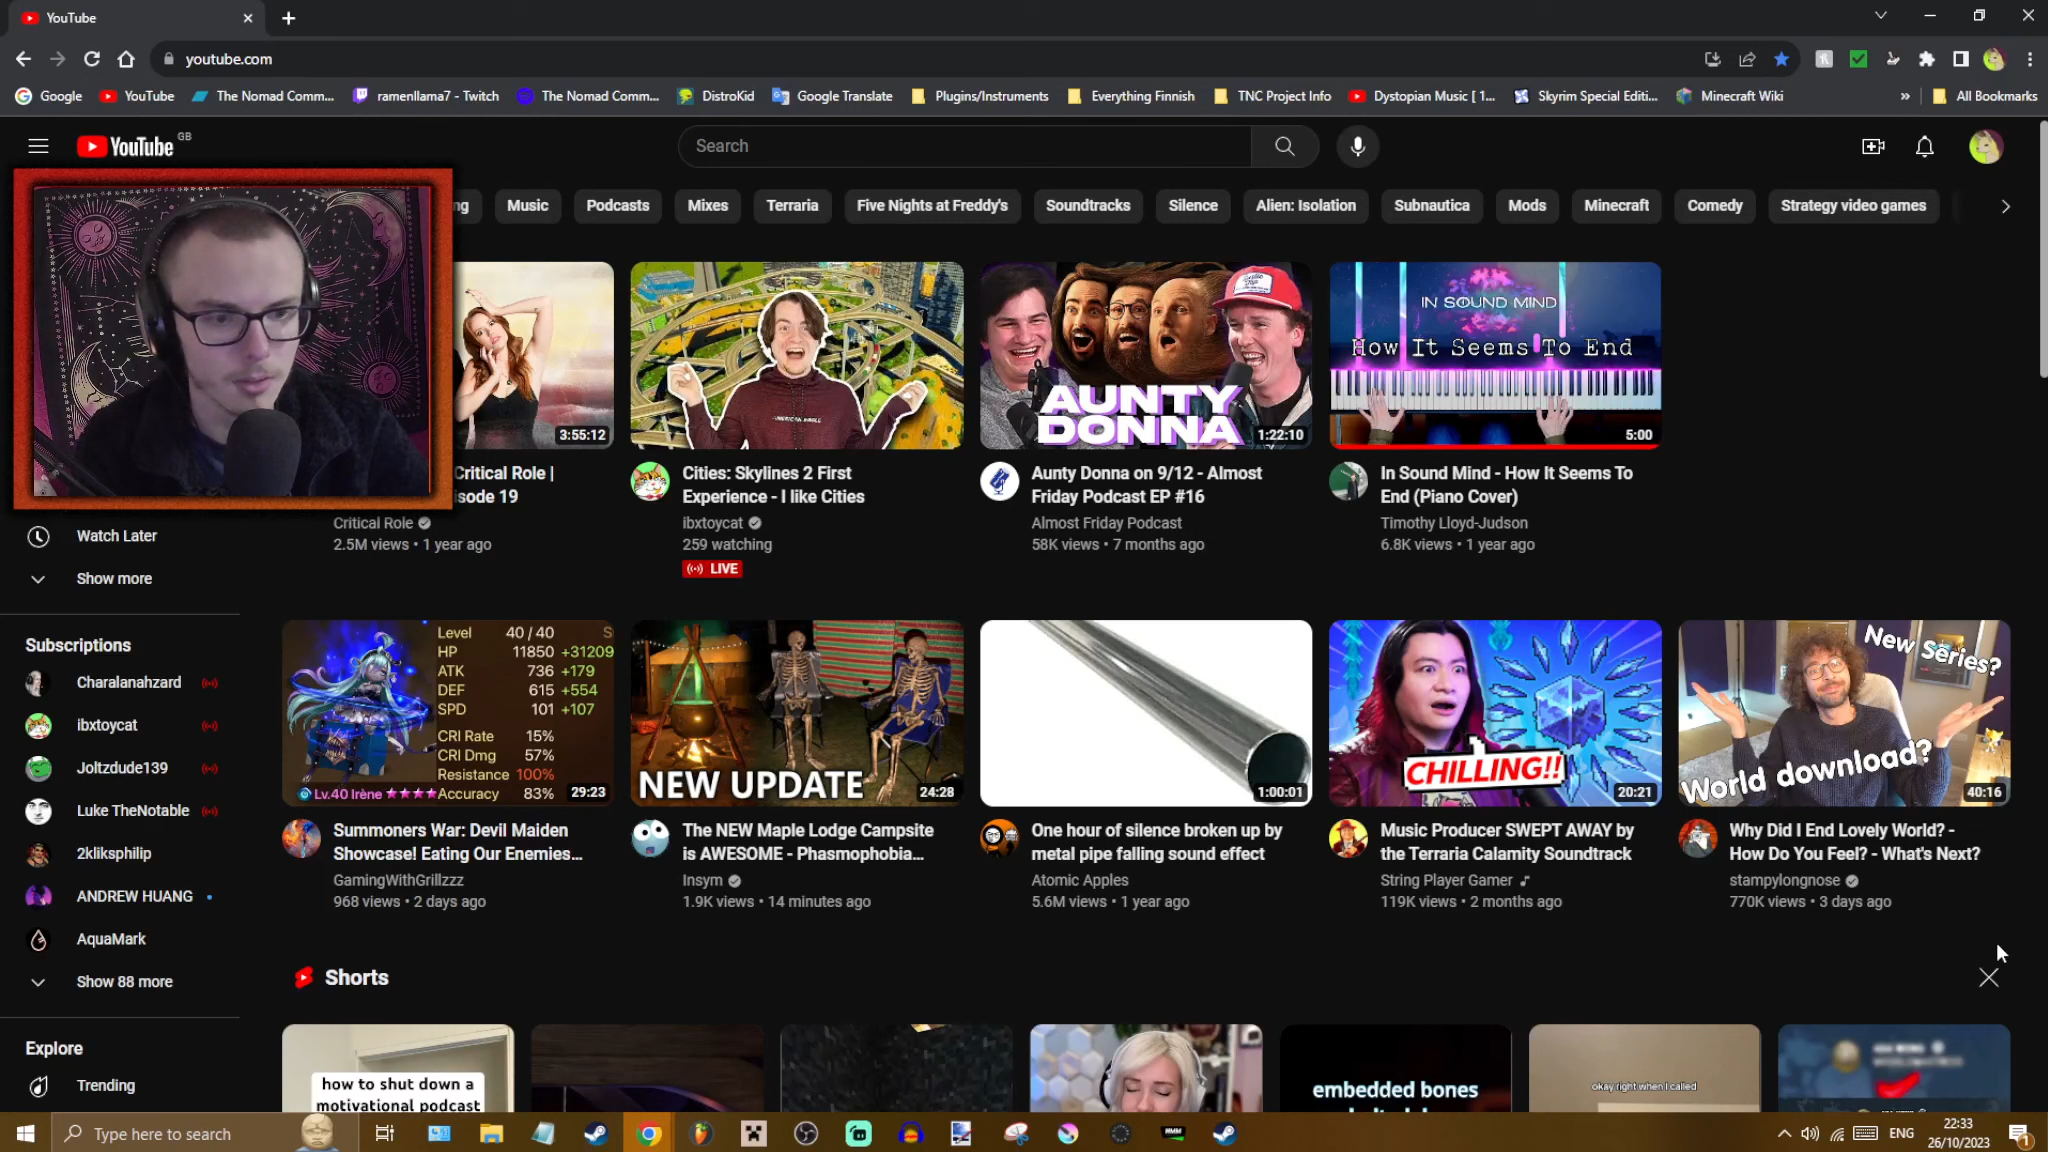 YouTube
youtube.com
Google
YouTube
The Nomad Comm...
ramenllama7 - Twitch
The Nomad Comm...
DistroKid
Google Translate
Plugins/Instruments
Everything Finnish
TNC Project Info
Dystopian Music [ 1...
Skyrim Special Editi...
Minecraft Wiki
»
All Bookmarks
YouTube GB
Search
ng
Music
Podcasts
Mixes
Terraria
Five Nights at Freddy's
Soundtracks
Silence
Alien: Isolation
Subnautica
Mods
Minecraft
Comedy
Strategy video games
3:55:12
AUNTY
DONNA
1:22:10
IN SOUND MIND
How It Seems To End
5:00
Critical Role |
isode 19
Critical Role
2.5M views • 1 year ago
Cities: Skylines 2 First
Experience - I like Cities
ibxtoycat
259 watching
LIVE
Aunty Donna on 9/12 - Almost
Friday Podcast EP #16
Almost Friday Podcast
58K views • 7 months ago
In Sound Mind - How It Seems To
End (Piano Cover)
Timothy Lloyd-Judson
6.8K views • 1 year ago
Watch Later
Show more
Subscriptions
Charalanahzard
ibxtoycat
Joltzdude139
Luke TheNotable
2kliksphilip
ANDREW HUANG
AquaMark
Show 88 more
Explore
Trending
Level 40 / 40 S
HP 11850 +31209
ATK 736 +179
DEF 615 +554
SPD 101 +107
CRI Rate 15%
CRI Dmg 57%
Resistance 100%
Accuracy 83%
Lv.40 Irène
29:23
Summoners War: Devil Maiden
Showcase! Eating Our Enemies...
GamingWithGrillzzz
968 views • 2 days ago
NEW UPDATE
24:28
The NEW Maple Lodge Campsite
is AWESOME - Phasmophobia...
Insym
1.9K views • 14 minutes ago
1:00:01
One hour of silence broken up by
metal pipe falling sound effect
Atomic Apples
5.6M views • 1 year ago
CHILLING!!
20:21
Music Producer SWEPT AWAY by
the Terraria Calamity Soundtrack
String Player Gamer
119K views • 2 months ago
New Series?
World download?
40:16
Why Did I End Lovely World? -
How Do You Feel? - What's Next?
stampylongnose
770K views • 3 days ago
Shorts
how to shut down a
motivational podcast
embedded bones
okay right when I called
Type here to search
ENG
22:33
26/10/2023
1